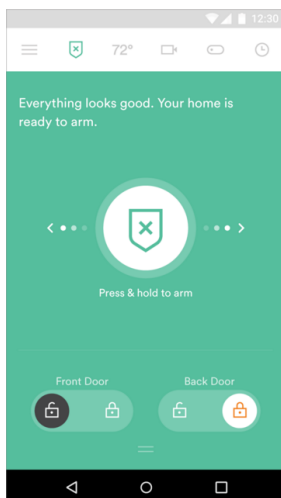 12:30
72°
Everything looks good. Your home is
ready to arm.
Press & hold to arm
Front Door
Back Door